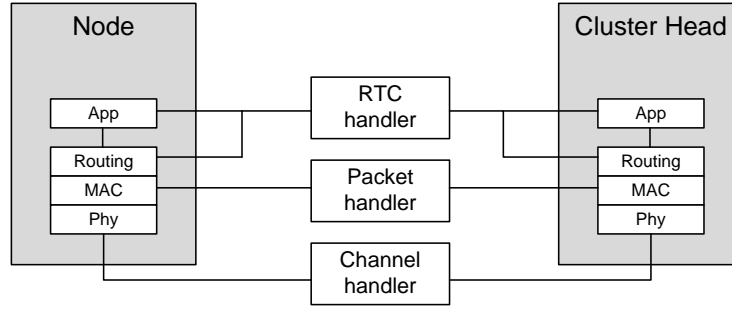 Node
App
Routing
MAC
Phy
RTC
handler
Packet
handler
Channel
handler
Cluster Head
App
Routing
MAC
Phy